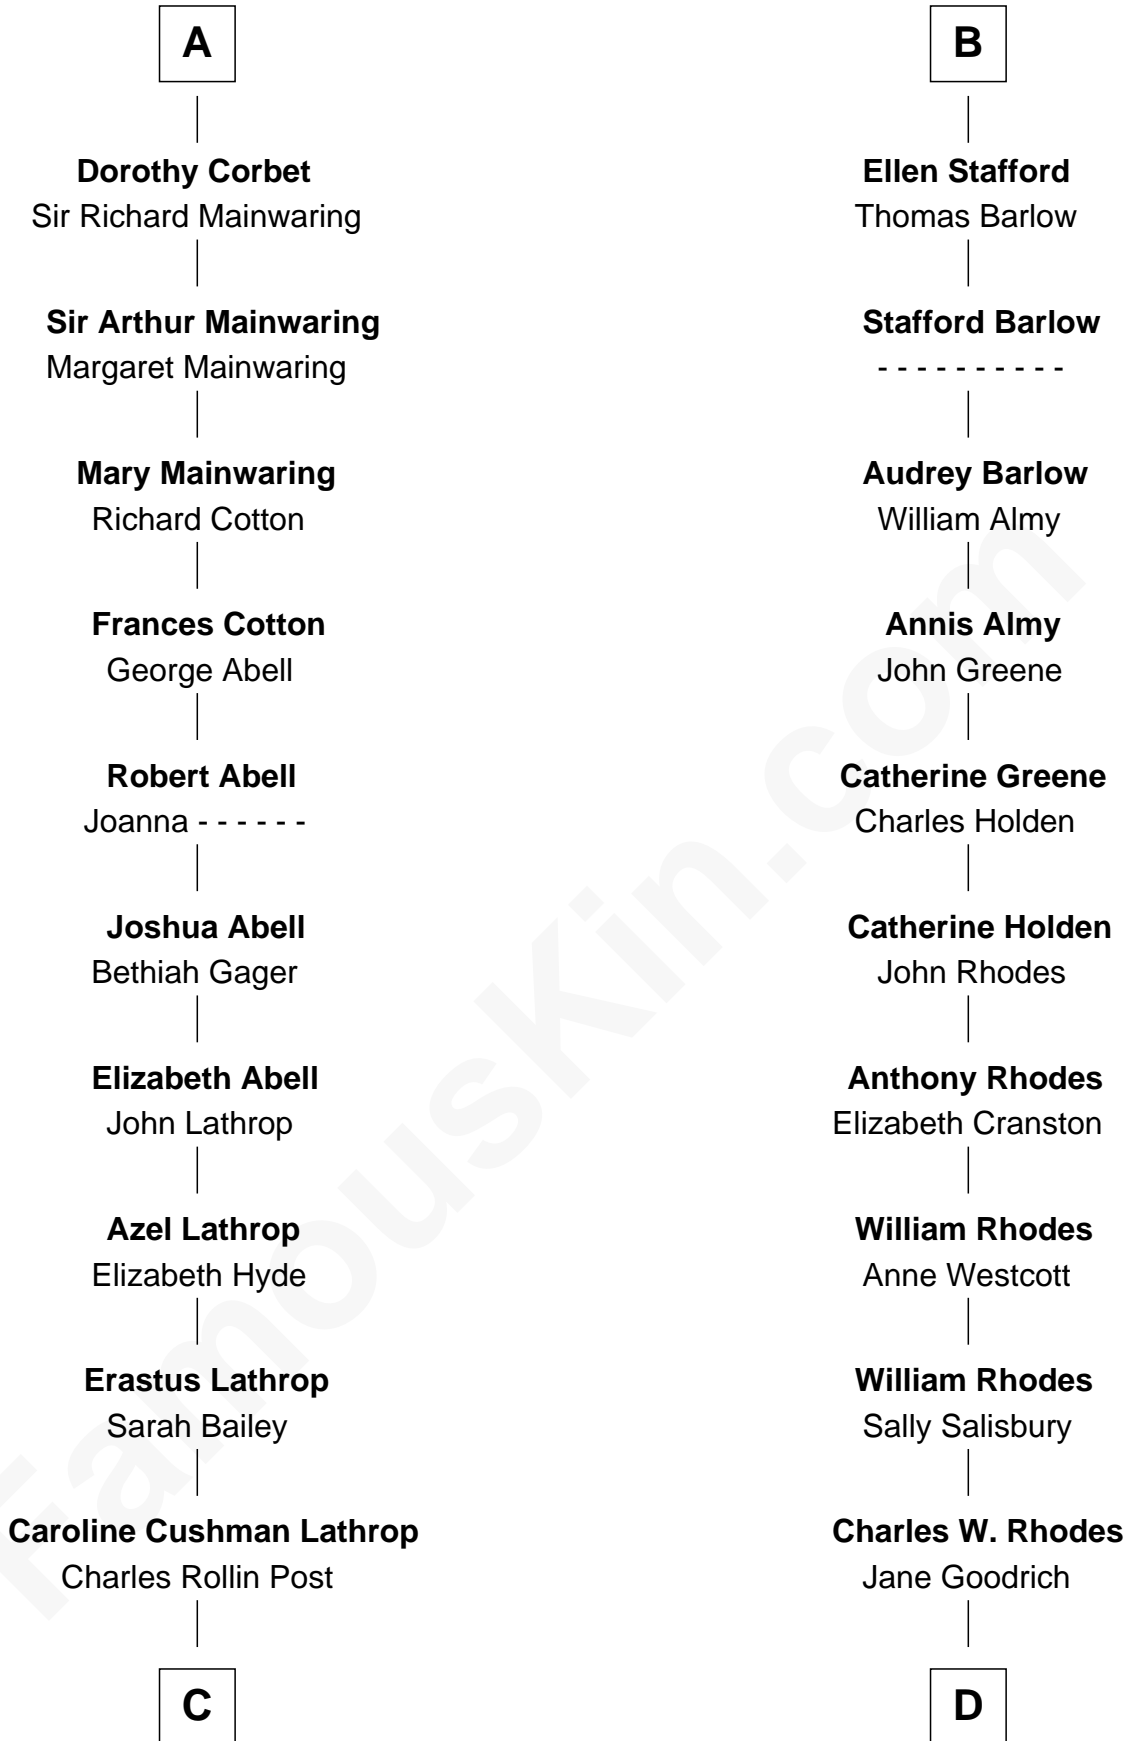 A
Dorothy Corbet
Sir Richard Mainwaring
Sir Arthur Mainwaring
Margaret Mainwaring
Mary Mainwaring
Richard Cotton
Frances Cotton
George Abell
Robert Abell
Joanna - - - - - -
Joshua Abell
Bethiah Gager
Elizabeth Abell
John Lathrop
Azel Lathrop
Elizabeth Hyde
Erastus Lathrop
Sarah Bailey
Caroline Cushman Lathrop
Charles Rollin Post
C
B
Ellen Stafford
Thomas Barlow
Stafford Barlow
- - - - - - - - - -
Audrey Barlow
William Almy
Annis Almy
John Greene
Catherine Greene
Charles Holden
Catherine Holden
John Rhodes
Anthony Rhodes
Elizabeth Cranston
William Rhodes
Anne Westcott
William Rhodes
Sally Salisbury
Charles W. Rhodes
Jane Goodrich
D
FamousKin.com